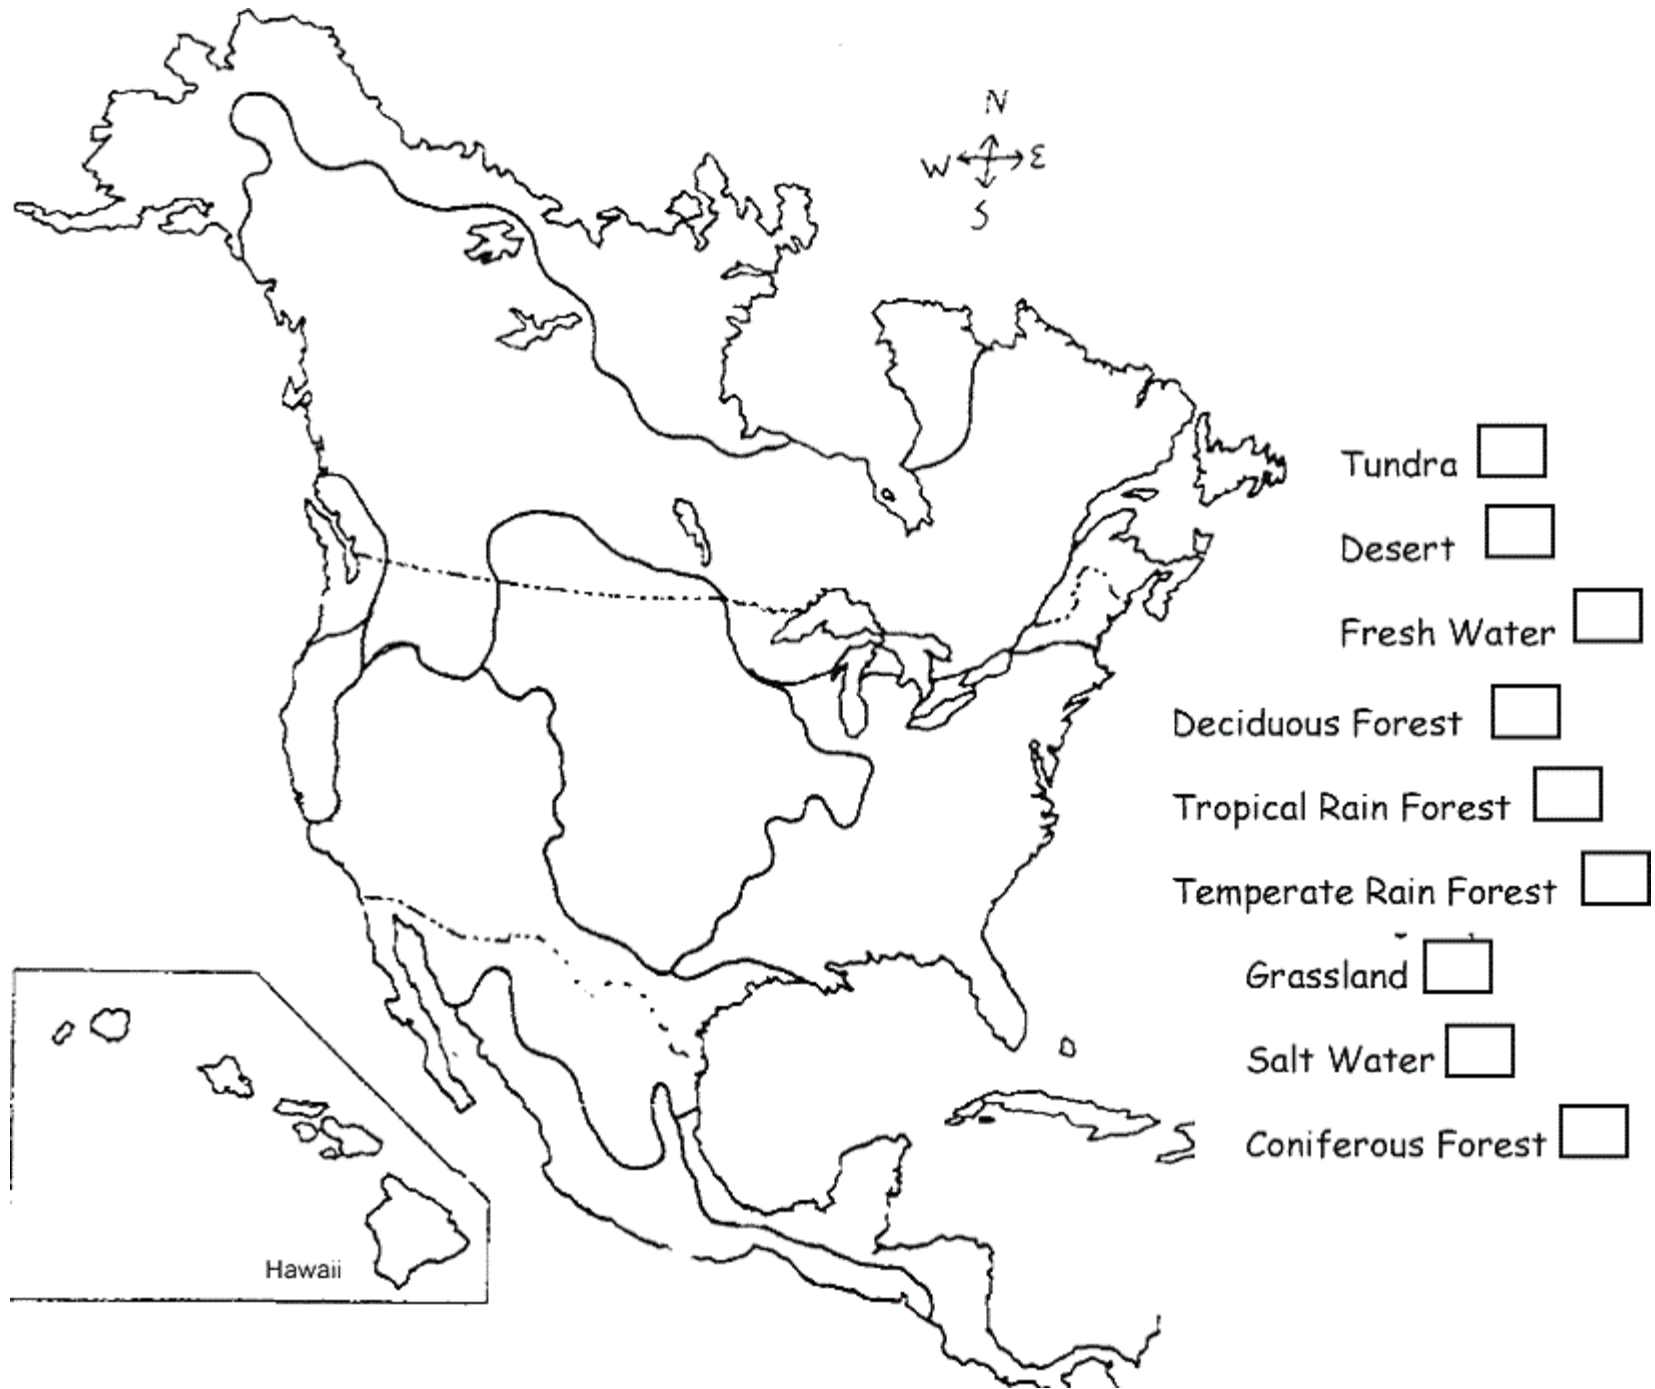 N
W E
S
Tundra
Desert
Fresh Water
Deciduous Forest
Tropical Rain Forest
Temperate Rain Forest
Grassland
Salt Water
Coniferous Forest
Hawaii